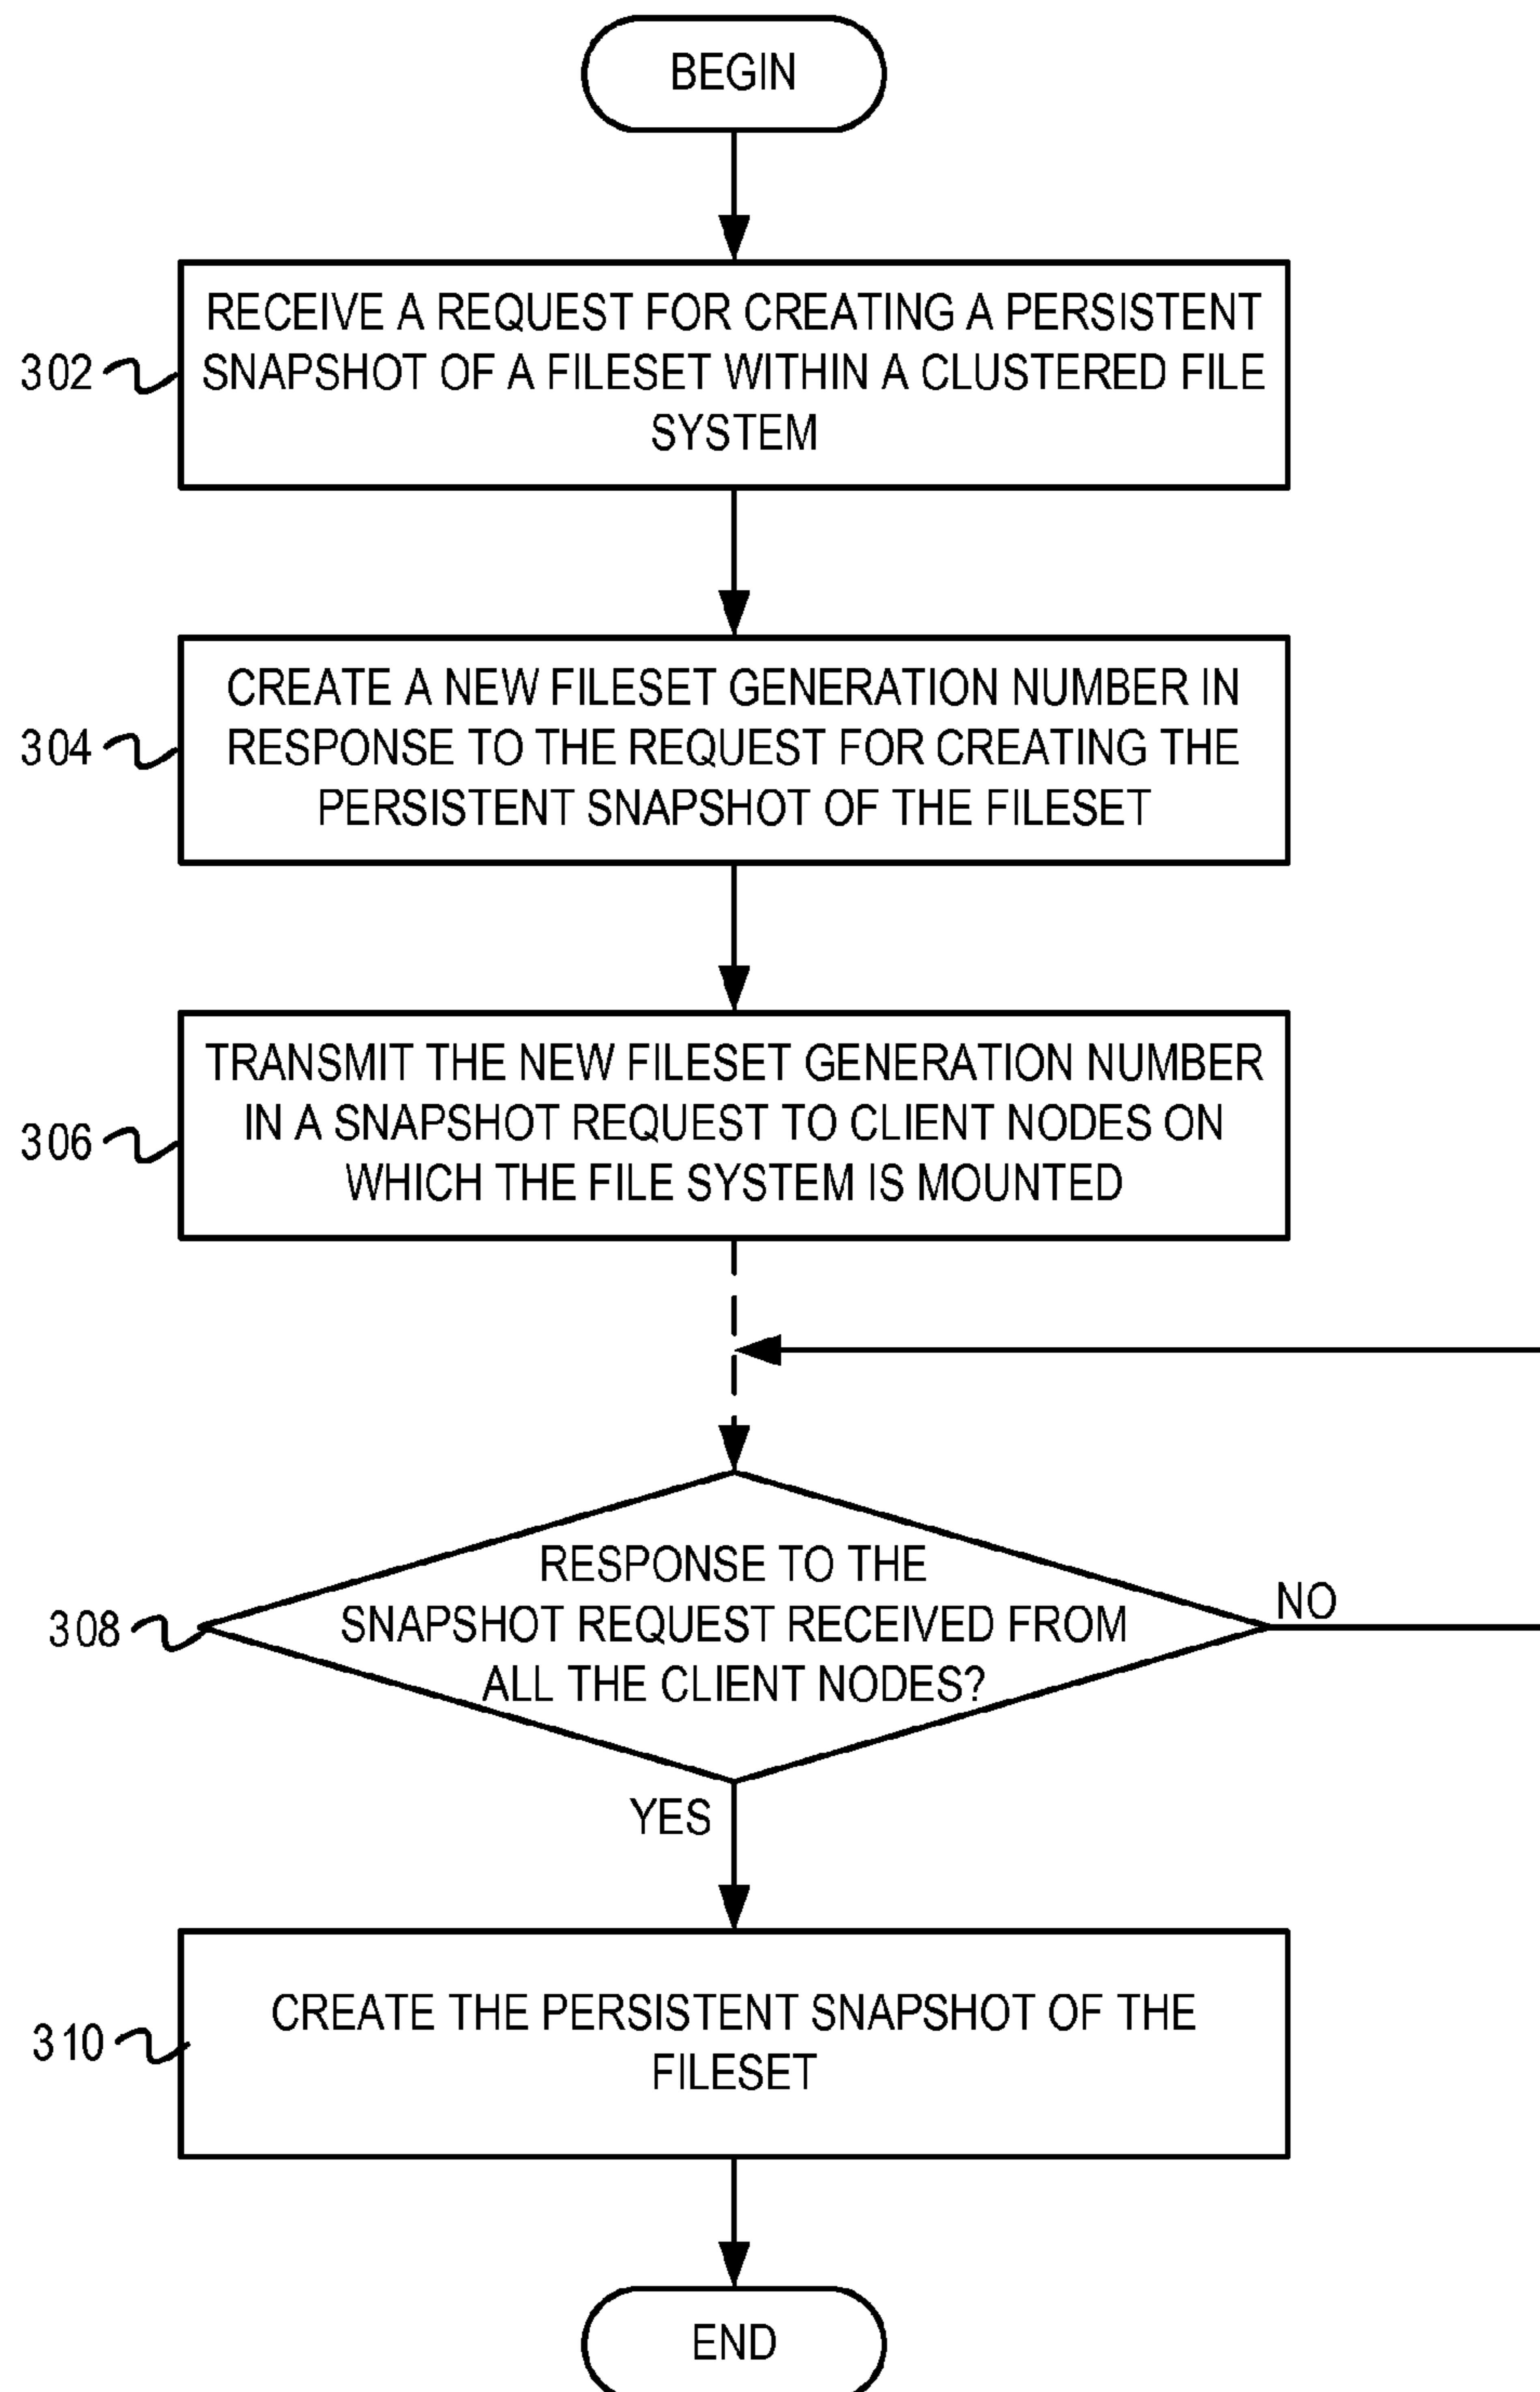 BEGIN
302
RECEIVE A REQUEST FOR CREATING A PERSISTENT
SNAPSHOT OF A FILESET WITHIN A CLUSTERED FILE
SYSTEM
304
CREATE A NEW FILESET GENERATION NUMBER IN
RESPONSE TO THE REQUEST FOR CREATING THE
PERSISTENT SNAPSHOT OF THE FILESET
306
TRANSMIT THE NEW FILESET GENERATION NUMBER
IN A SNAPSHOT REQUEST TO CLIENT NODES ON
WHICH THE FILE SYSTEM IS MOUNTED
308
RESPONSE TO THE
SNAPSHOT REQUEST RECEIVED FROM
ALL THE CLIENT NODES?
NO
YES
310
CREATE THE PERSISTENT SNAPSHOT OF THE
FILESET
END